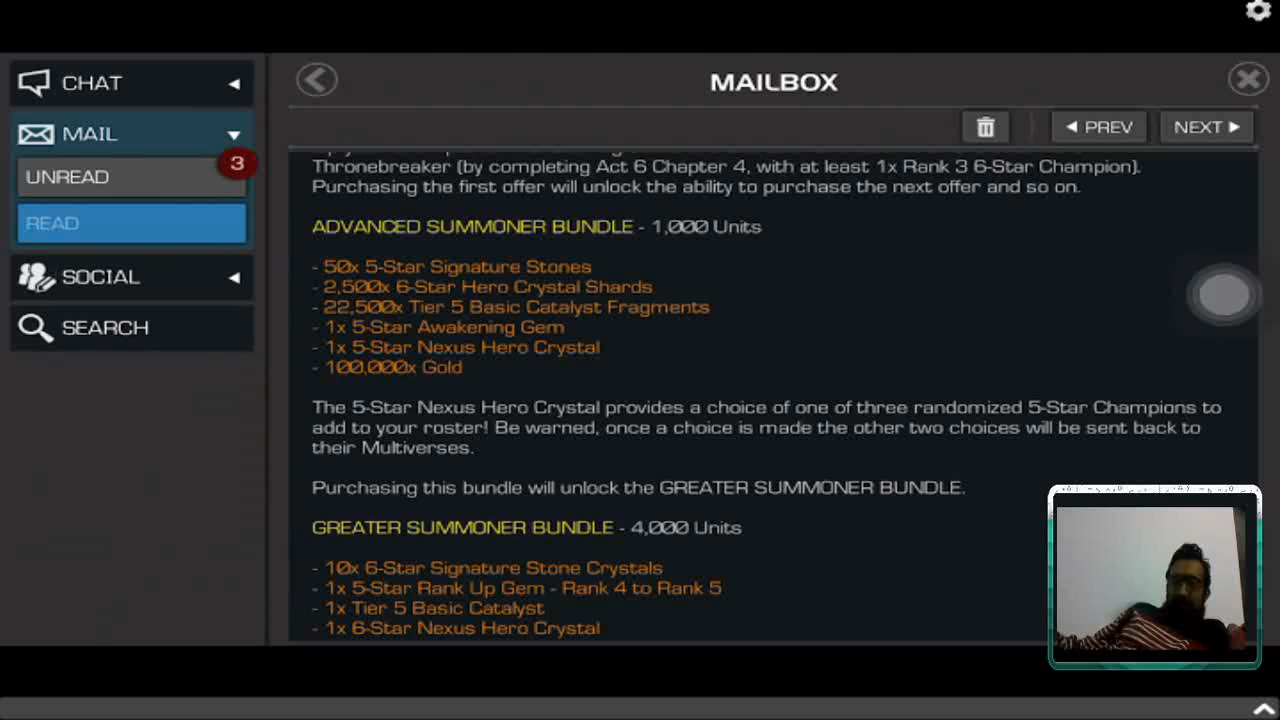 CHAT
MAILBOX
MAIL
3
PREV
NEXT
UNREAD
READ
SOCIAL
SEARCH
Thronebreaker (by completing Act 6 Chapter 4, with at least 1x Rank 3 6-Star Champion).
Purchasing the first offer will unlock the ability to purchase the next offer and so on.
ADVANCED SUMMONER BUNDLE - 1,000 Units
- 50x 5-Star Signature Stones
- 2,500x 6-Star Hero Crystal Shards
- 22,500x Tier 5 Basic Catalyst Fragments
- 1x 5-Star Awakening Gem
- 1x 5-Star Nexus Hero Crystal
- 100,000x Gold
The 5-Star Nexus Hero Crystal provides a choice of one of three randomized 5-Star Champions to
add to your roster! Be warned, once a choice is made the other two choices will be sent back to
their Multiverses.
Purchasing this bundle will unlock the GREATER SUMMONER BUNDLE.
GREATER SUMMONER BUNDLE - 4,000 Units
- 10x 6-Star Signature Stone Crystals
- 1x 5-Star Rank Up Gem - Rank 4 to Rank 5
- 1x Tier 5 Basic Catalyst
- 1x 6-Star Nexus Hero Crystal